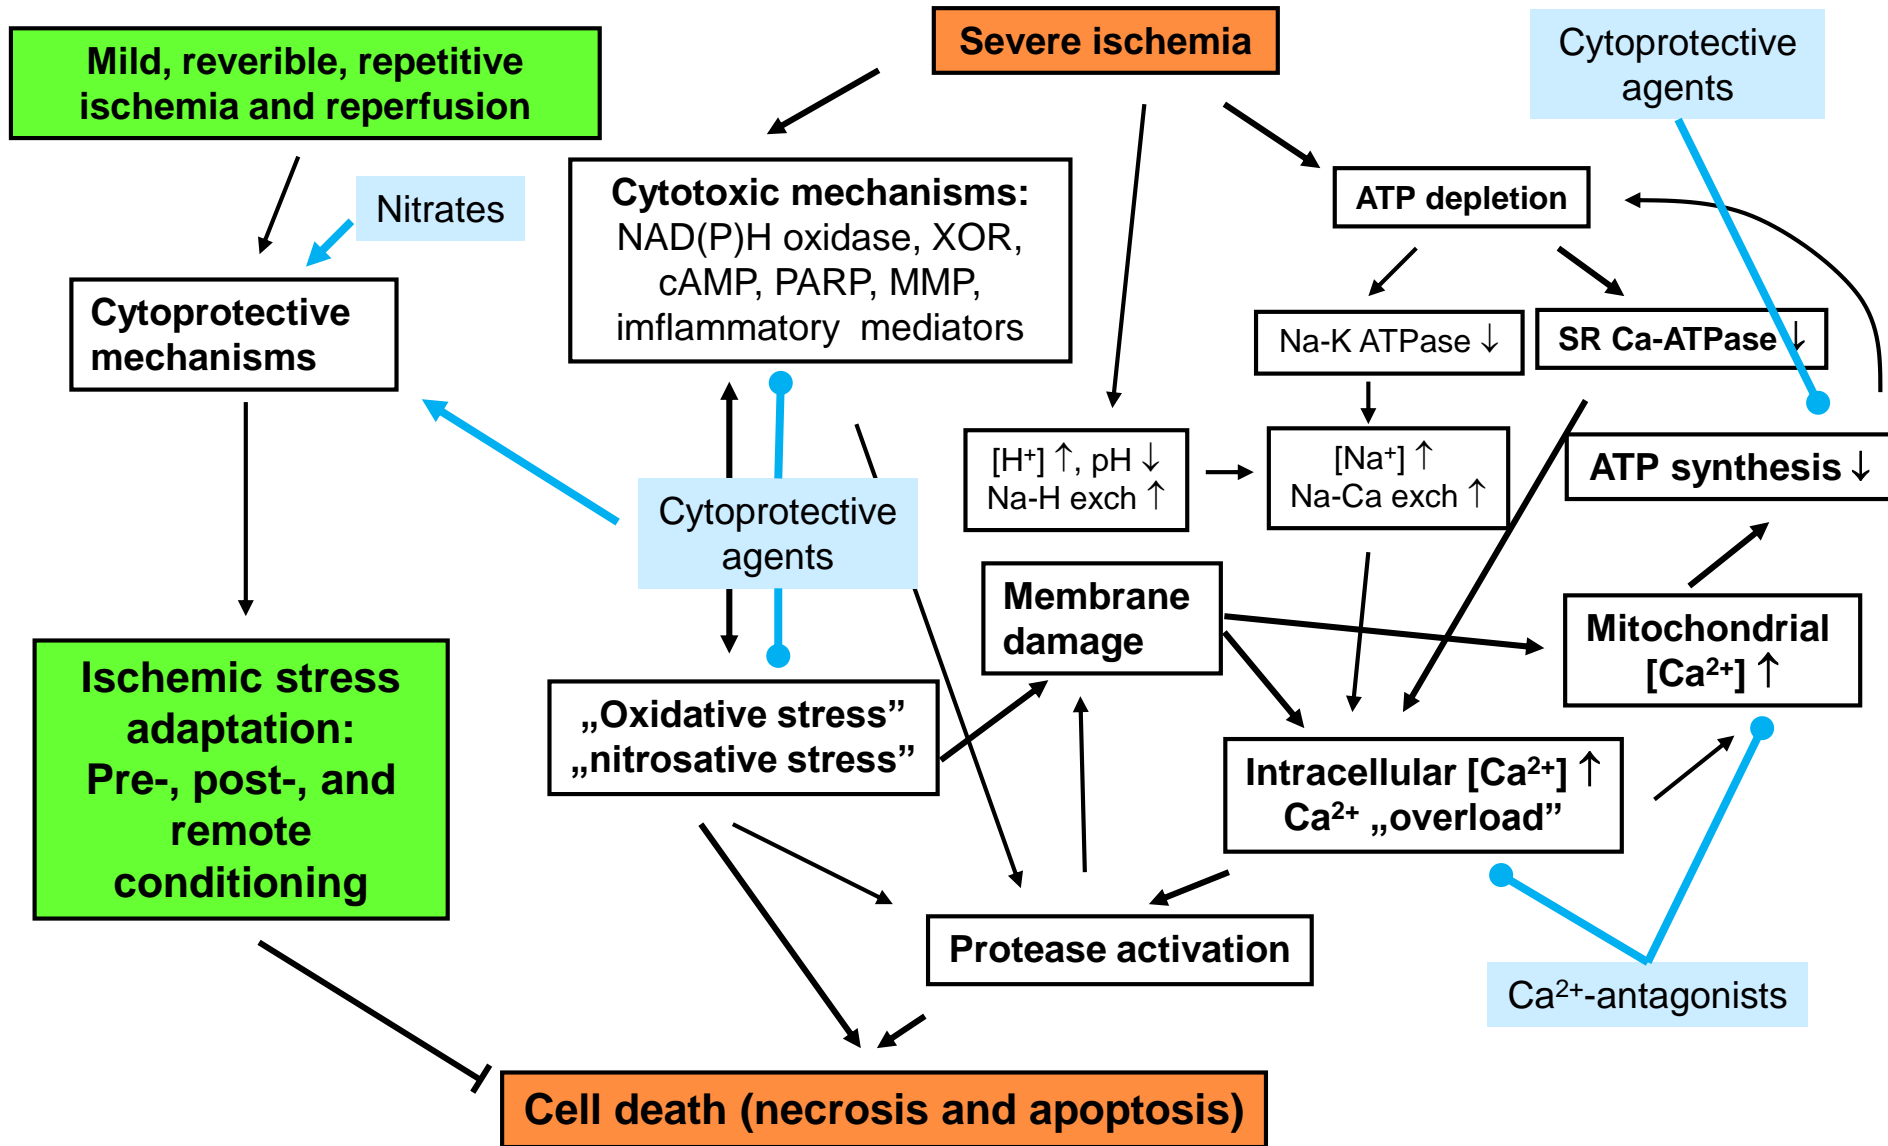 Mild, reverible, repetitive
ischemia and reperfusion
Severe ischemia
Cytoprotective
agents
Nitrates
Cytotoxic mechanisms:
NAD(P)H oxidase, XOR,
cAMP, PARP, MMP,
imflammatory mediators
ATP depletion
Cytoprotective
mechanisms
Na-K ATPase ↓
SR Ca-ATPase ↓
[H⁺] ↑, pH ↓
Na-H exch ↑
[Na⁺] ↑
Na-Ca exch ↑
ATP synthesis ↓
Cytoprotective
agents
Membrane
damage
Mitochondrial
[Ca²⁺] ↑
Ischemic stress
adaptation:
Pre-, post-, and
remote
conditioning
„Oxidative stress”
„nitrosative stress”
Intracellular [Ca²⁺] ↑
Ca²⁺ „overload”
Protease activation
Ca²⁺-antagonists
Cell death (necrosis and apoptosis)